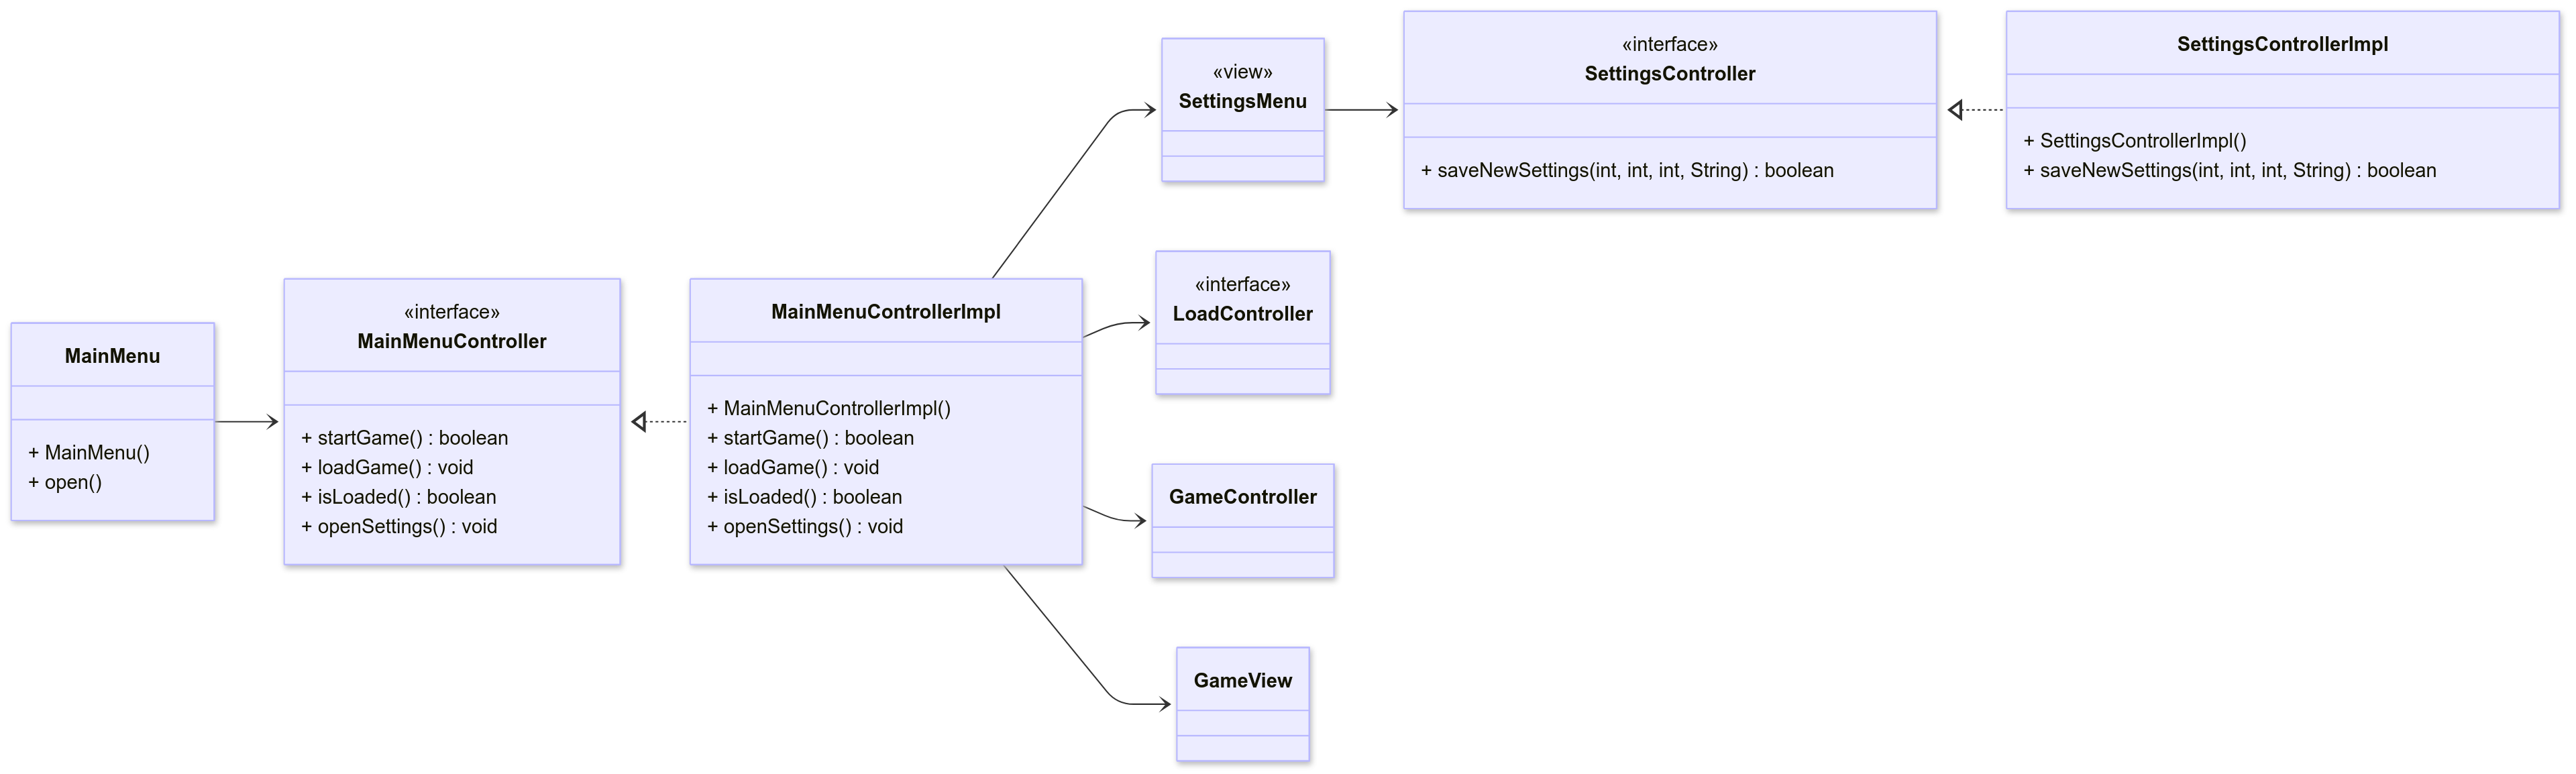 MainMenu
+ MainMenu()
+ open()
«interface»
MainMenuController
+ startGame() : boolean
+ loadGame() : void
+ isLoaded() : boolean
+ openSettings() : void
MainMenuControllerImpl
+ MainMenuControllerImpl()
+ startGame() : boolean
+ loadGame() : void
+ isLoaded() : boolean
+ openSettings() : void
«view»
SettingsMenu
«interface»
LoadController
GameController
GameView
«interface»
SettingsController
+ saveNewSettings(int, int, int, String) : boolean
SettingsControllerImpl
+ SettingsControllerImpl()
+ saveNewSettings(int, int, int, String) : boolean